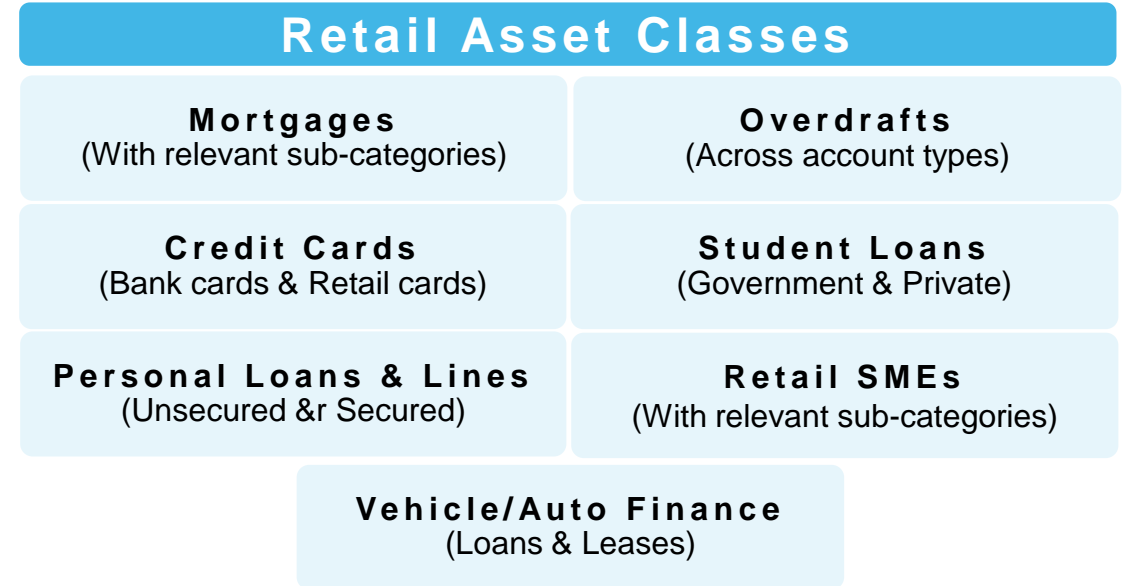 Retail Asset Classes
Mortgages
(With relevant sub-categories)
Overdrafts
(Across account types)
Credit Cards
(Bank cards & Retail cards)
Student Loans
(Government & Private)
Personal Loans & Lines
(Unsecured &r Secured)
Retail SMEs
(With relevant sub-categories)
Vehicle/Auto Finance
(Loans & Leases)